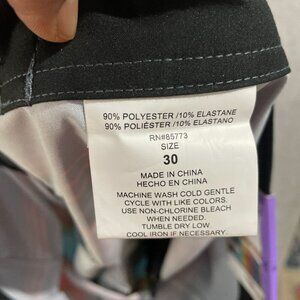 90% POLYESTER /10% ELASTANE
90% POLIÉSTER /10% ELASTANO
RN#85773
SIZE
30
MADE IN CHINA
HECHO EN CHINA
MACHINE WASH COLD GENTLE
CYCLE WITH LIKE COLORS.
USE NON-CHLORINE BLEACH
WHEN NEEDED.
TUMBLE DRY LOW
COOL IRON IF NECESSARY.